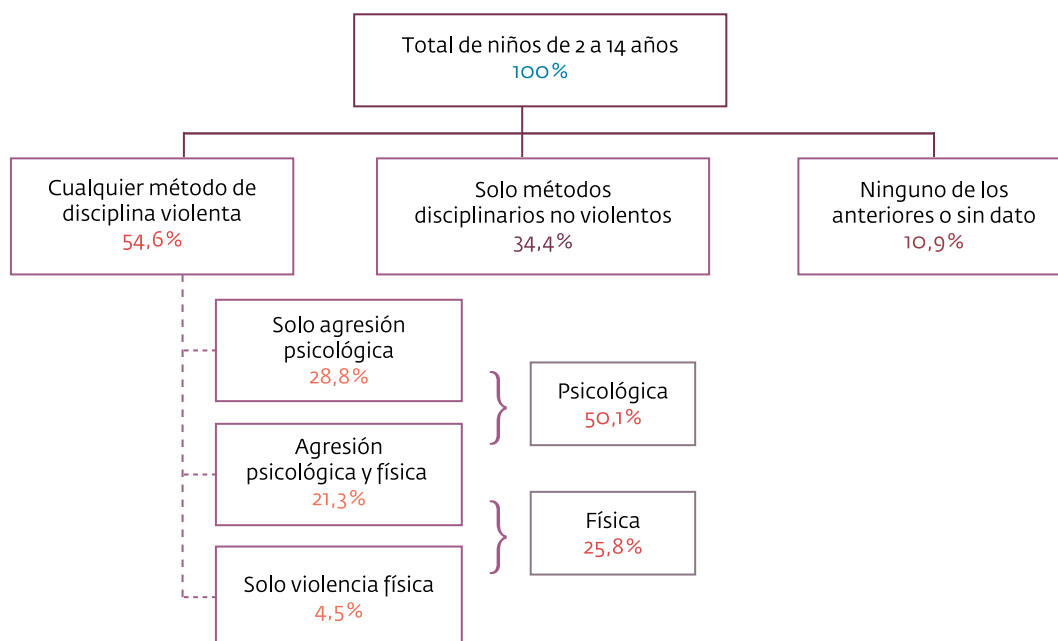 Total de niños de 2 a 14 años
100%
Cualquier método de
disciplina violenta
54,6%
Solo métodos
disciplinarios no violentos
34,4%
Ninguno de los
anteriores o sin dato
10,9%
Solo agresión
psicológica
28,8%
Psicológica
50,1%
Agresión
psicológica y física
21,3%
Física
25,8%
Solo violencia física
4,5%